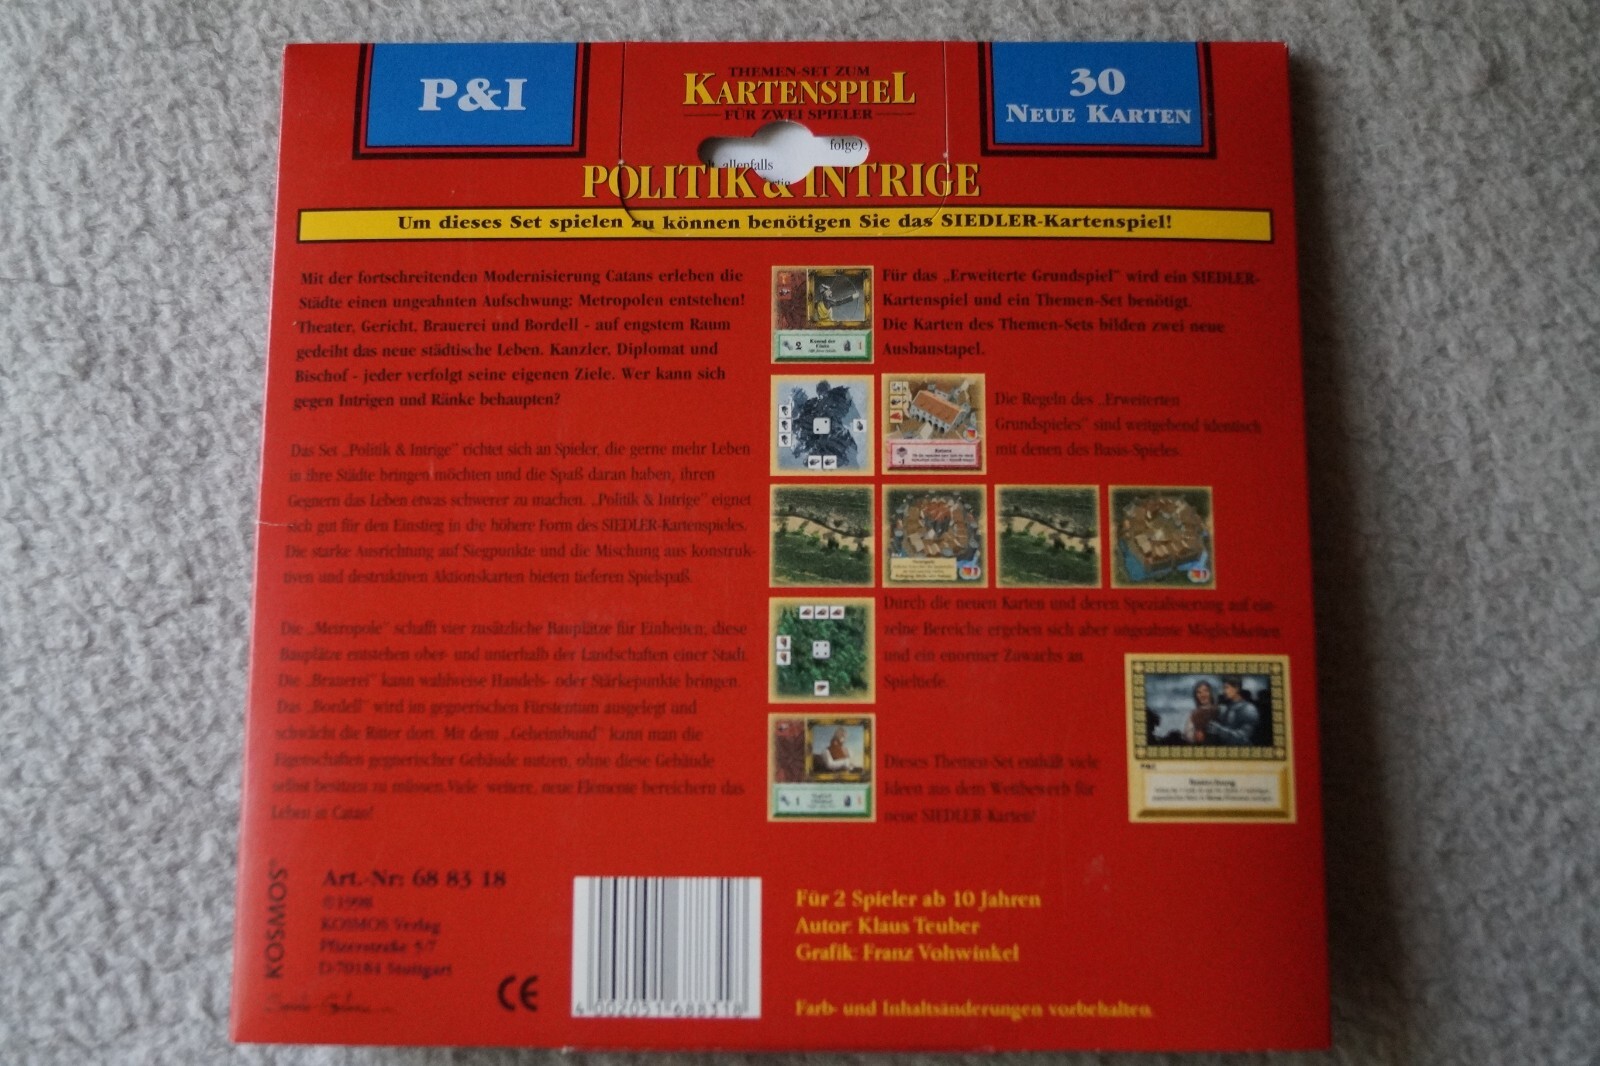 P&I
THEMEN-SET ZUM
KARTENSPIEL
FÜR ZWEI SPIELER
30
NEUE KARTEN
folge).
allenfalls
POLITIK & INTRIGE
Um dieses Set spielen zu können benötigen Sie das SIEDLER-Kartenspiel!
Mit der fortschreitenden Modernisierung Catans erleben die
Städte einen ungeahnten Aufschwung: Metropolen entstehen!
Theater, Gericht, Brauerei und Bordell - auf engstem Raum
gedeiht das neue städtische Leben. Kanzler, Diplomat und
Bischof - jeder verfolgt seine eigenen Ziele. Wer kann sich
gegen Intrigen und Ränke behaupten?
Das Set „Politik & Intrige" richtet sich an Spieler, die gerne mehr Leben
in ihre Städte bringen möchten und die Spaß daran haben, ihren
Gegnern das Leben etwas schwerer zu machen. „Politik & Intrige" eignet
sich gut für den Einstieg in die höhere Form des SIEDLER-Kartenspieles.
Die starke Ausrichtung auf Siegpunkte und die Mischung aus konstruk-
tiven und destruktiven Aktionskarten bieten tieferen Spielspaß.
Die „Metropole" schafft vier zusätzliche Bauplätze für Einheiten; diese
Bauplätze entstehen ober- und unterhalb der Landschaften einer Stadt.
Die „Brauerei" kann wahlweise Handels- oder Stärkepunkte bringen.
Das „Bordell" wird im gegnerischen Fürstentum ausgelegt und
schwächt die Ritter dort. Mit dem „Geheimbund" kann man die
Eigenschaften gegnerischer Gebäude nutzen, ohne diese Gebäude
selbst besitzen zu müssen. Viele weitere, neue Elemente bereichern das
Leben in Catan!
Für das „Erweiterte Grundspiel" wird ein SIEDLER-
Kartenspiel und ein Themen-Set benötigt.
Die Karten des Themen-Sets bilden zwei neue
Ausbaustapel.
Die Regeln des „Erweiterten
Grundspieles" sind weitgehend identisch
mit denen des Basis-Spieles.
Durch die neuen Karten und deren Spezialisierung auf ein-
zelne Bereiche ergeben sich aber ungeahnte Möglichkeiten
und ein enormer Zuwachs an
Spieltiefe.
Dieses Themen-Set enthält viele
Ideen aus dem Wettbewerb für
neue SIEDLER-Karten!
KOSMOS
Art.-Nr: 68 83 18
©1998
KOSMOS Verlag
Pfizerstraße 5-7
D-70184 Stuttgart
CE
4 002051 688318
Für 2 Spieler ab 10 Jahren
Autor: Klaus Teuber
Grafik: Franz Vohwinkel
Farb- und Inhaltsänderungen vorbehalten.